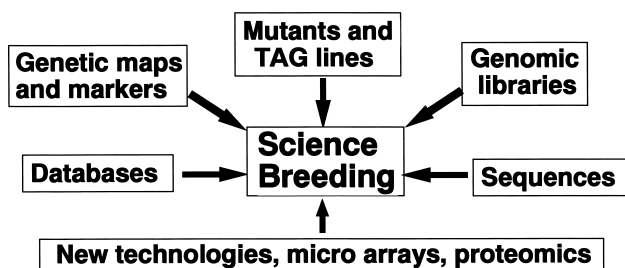 Mutants and
TAG lines
Genetic maps
and markers
Genomic
libraries
Science
Breeding
Databases
Sequences
New technologies, micro arrays, proteomics